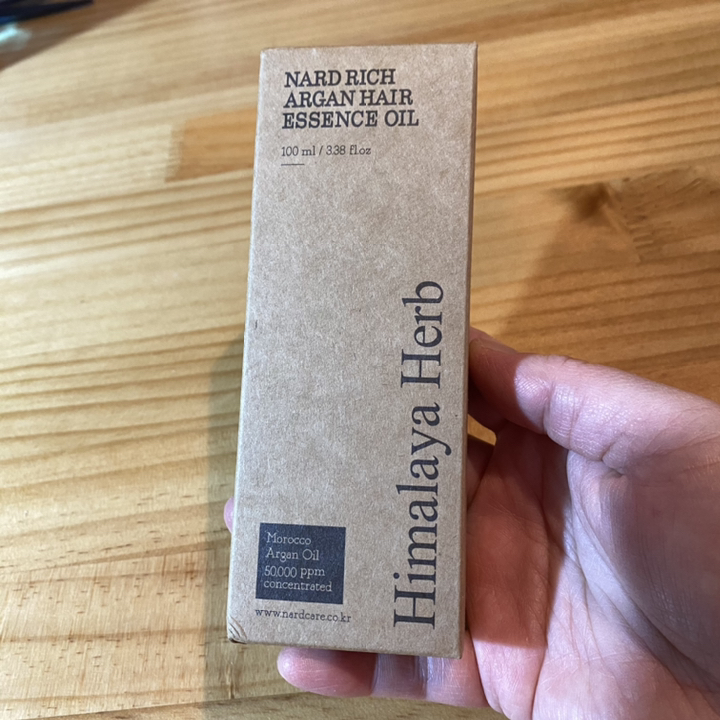 NARD RICH
ARGAN HAIR
ESSENCE OIL
100 ml / 3.38 fl.oz
Himalaya Herb
Morocco
Argan Oil
50,000 ppm
concentrated
www.nardcare.co.kr